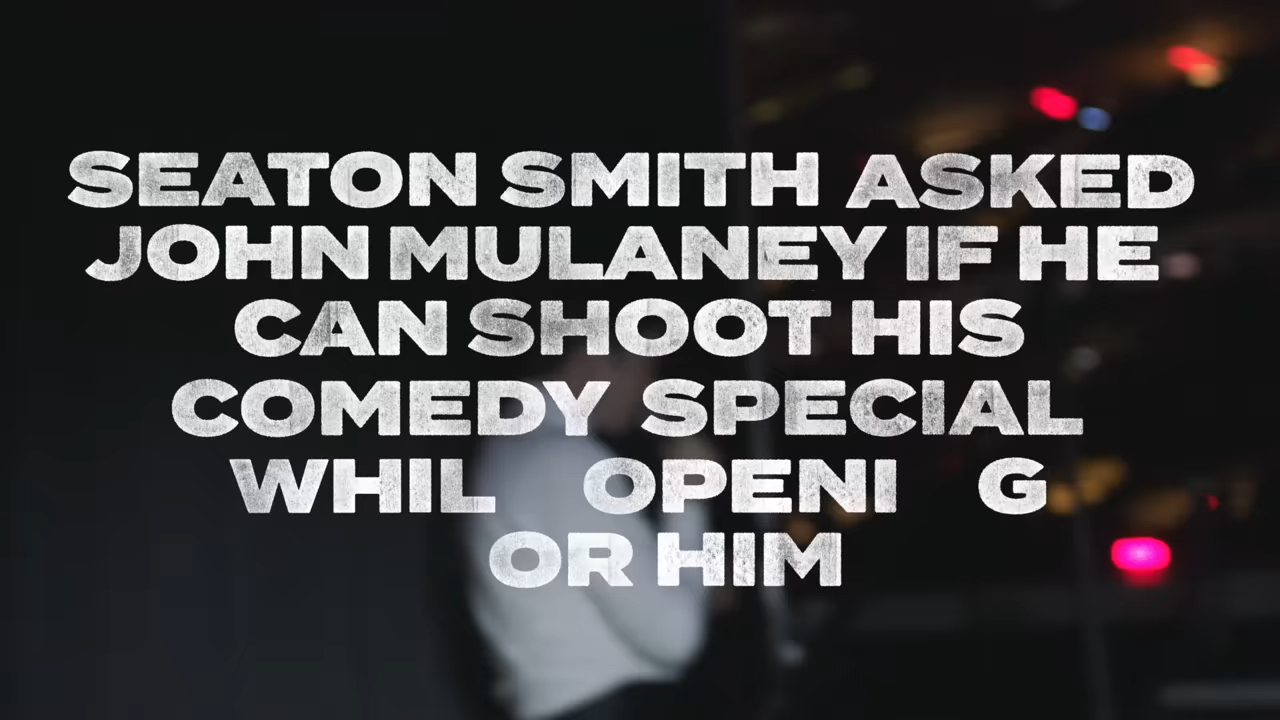 SEATON SMITH ASKED
JOHN MULANEY IF HE
CAN SHOOT HIS
COMEDY SPECIAL
WHIL OPENI G
OR HIM